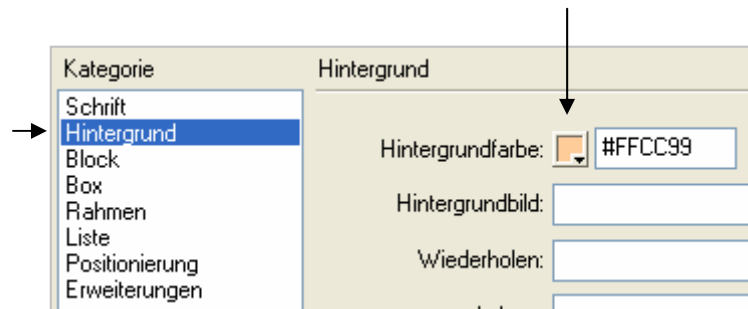 Kategorie
Hintergrund
Schrift
Hintergrund
Block
Box
Rahmen
Liste
Positionierung
Erweiterungen
Hintergrundfarbe: #FFCC99
Hintergrundbild:
Wiederholen: